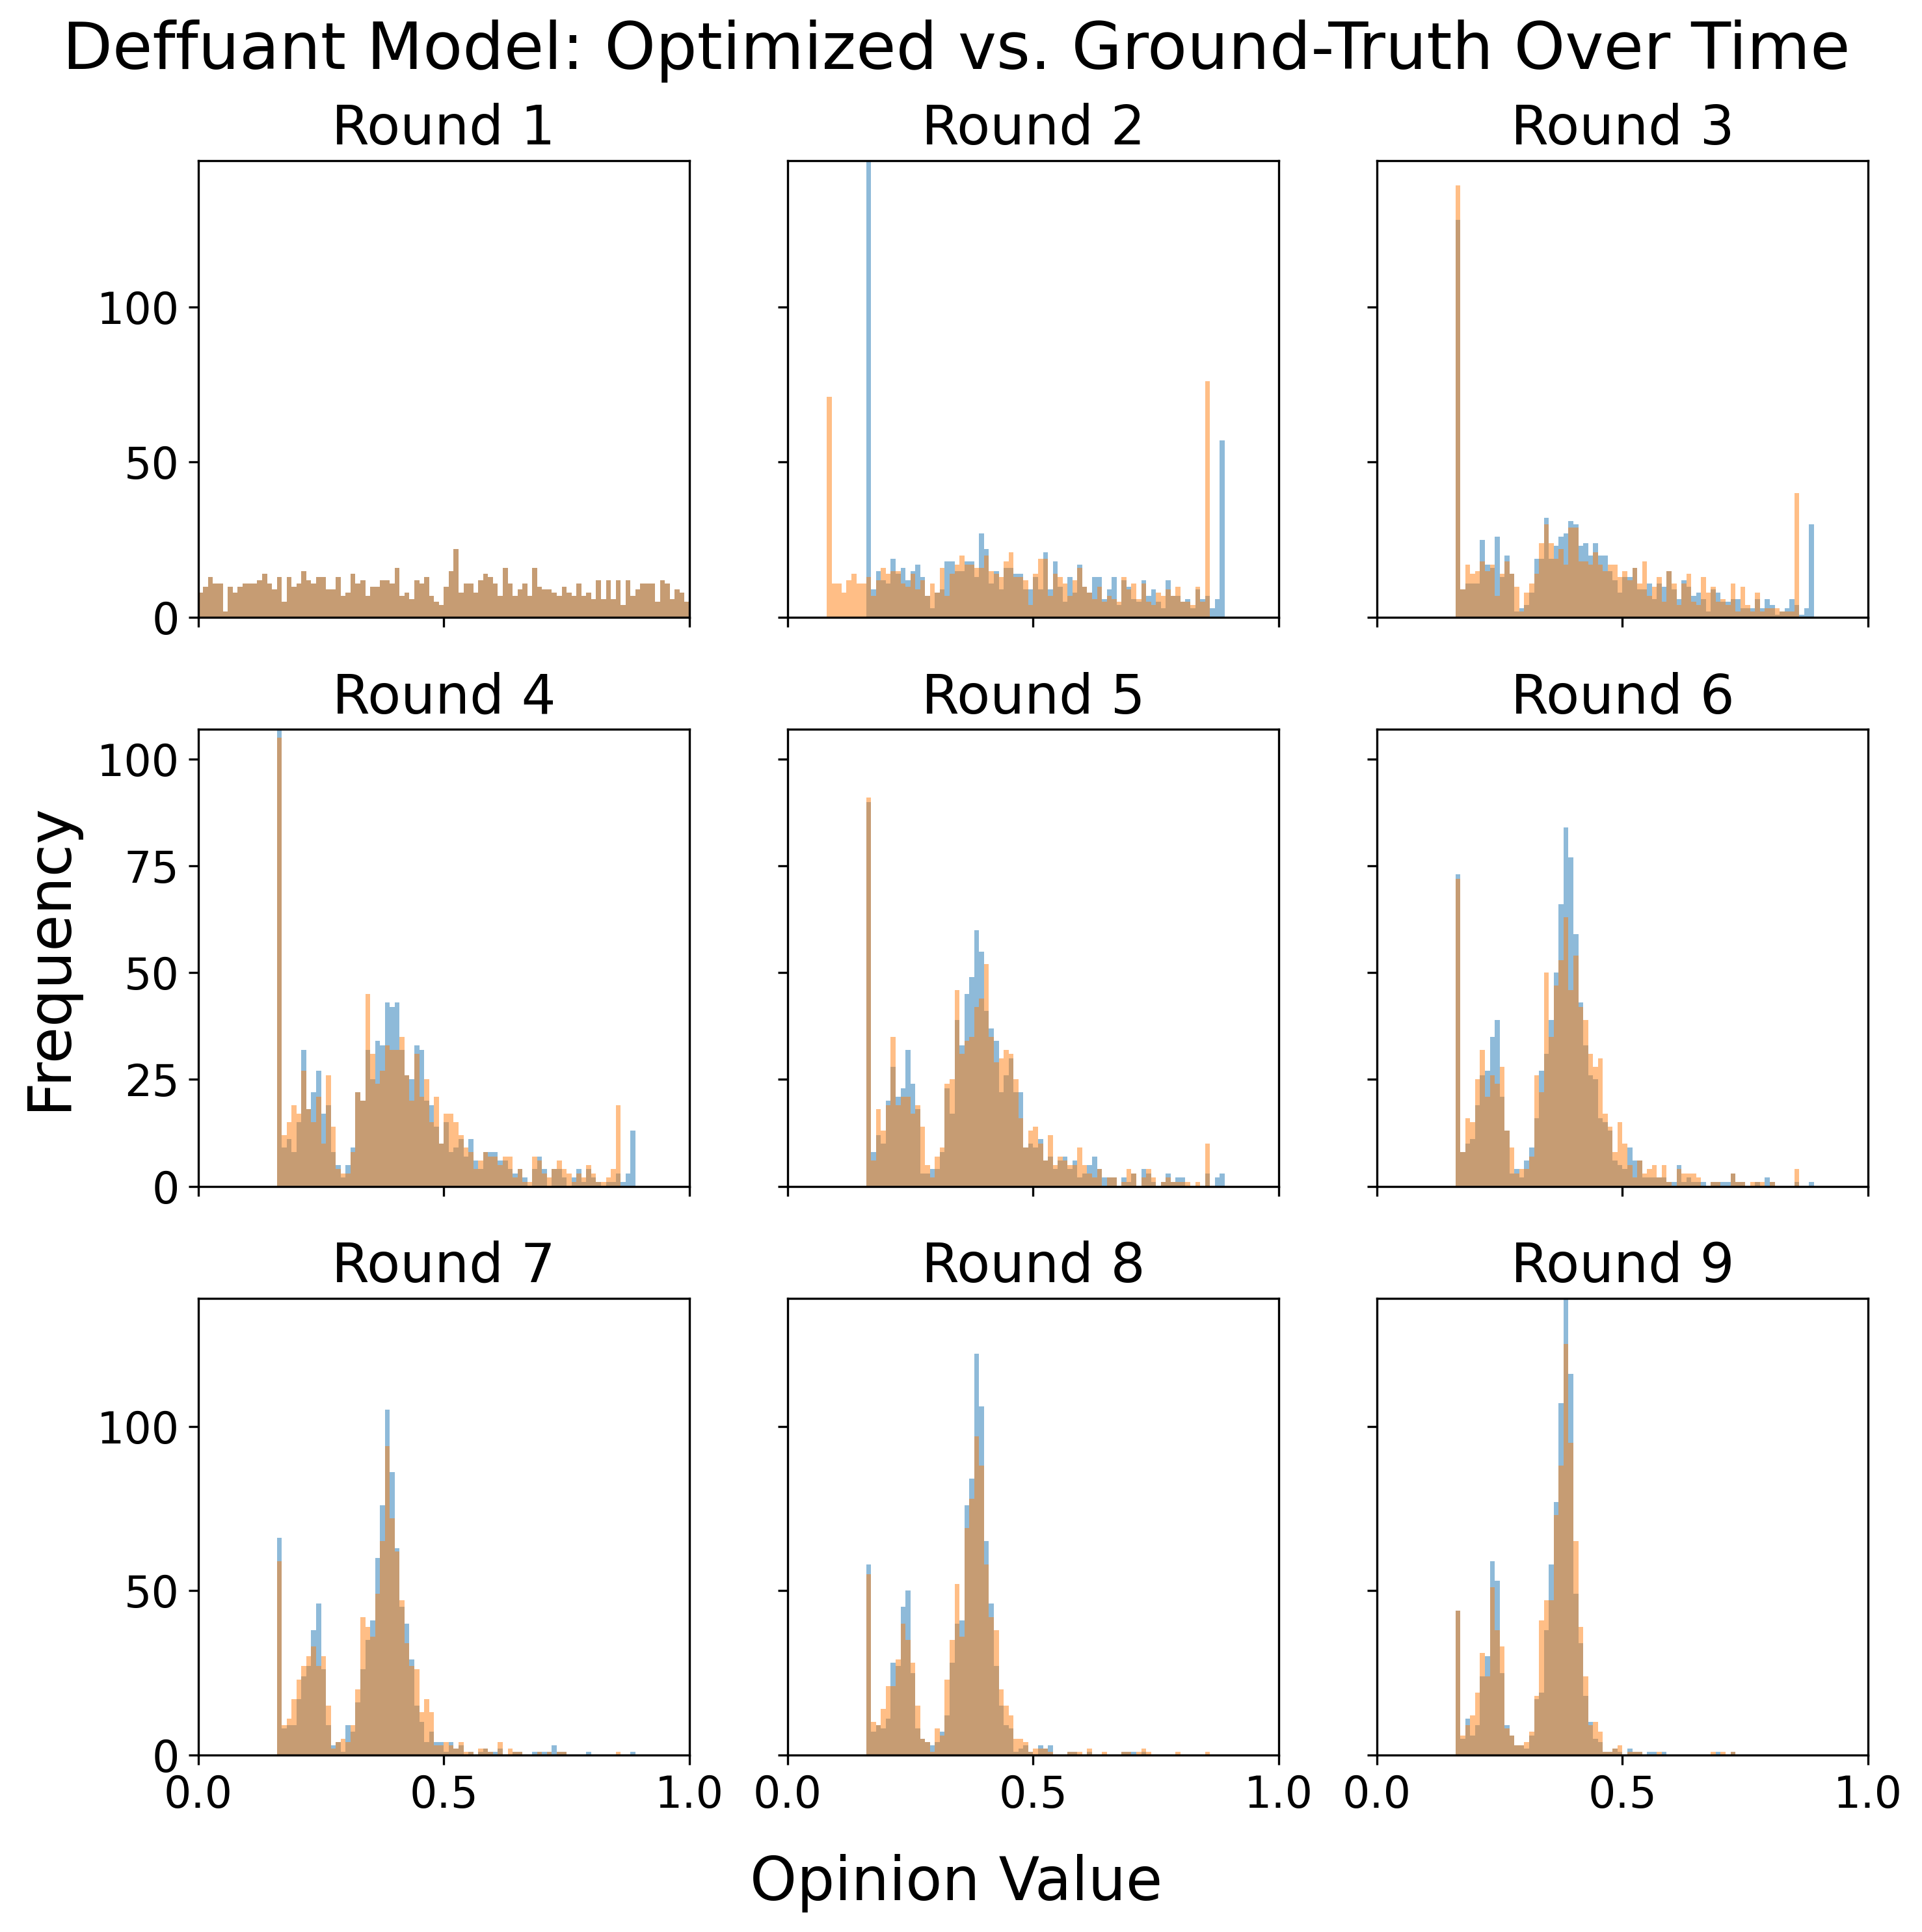 Deffuant Model: Optimized vs. Ground-Truth Over Time
Round 1
Round 2
Round 3
100
50
0
Round 4
Round 5
Round 6
100
75
50
25
0
Frequency
Round 7
Round 8
Round 9
100
50
0
0.0 0.5 1.0 0.0 0.5 1.0 0.0 0.5 1.0
Opinion Value